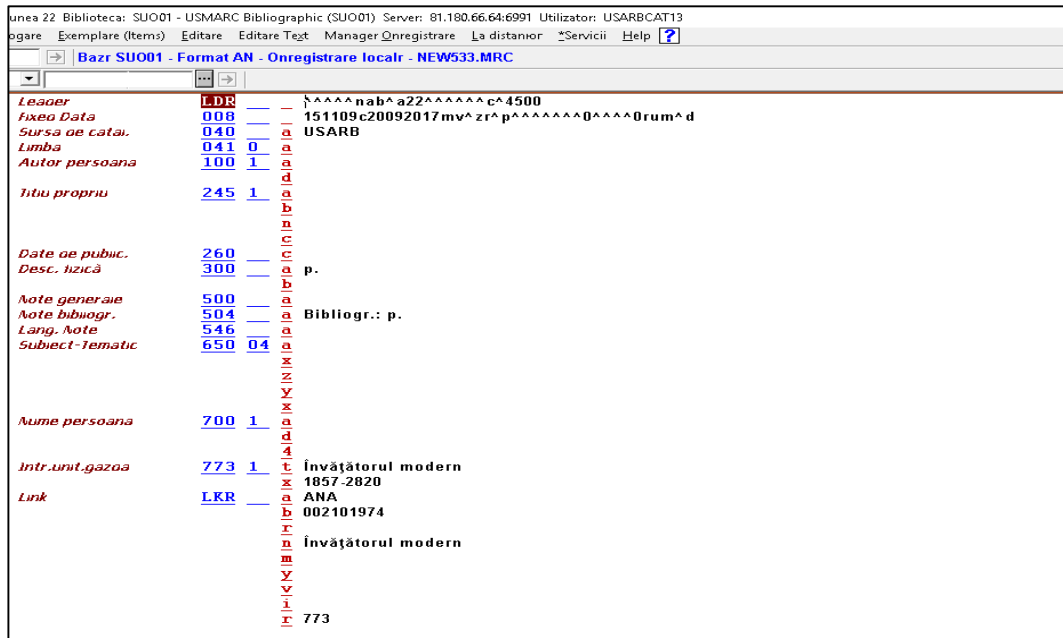 unea 22 Biblioteca: SUO01 - USMARC Bibliographic (SUO01) Server: 81.180.66.64:6991 Utilizator: USARBCAT13
ogare Exemplare (Items) Editare Editare Text Manager Onregistrare La distanıor *Servicii Help ?
Bazr SUO01 - Format AN - Onregistrare localr - NEW533.MRC
Leader LDR ^^^^^nab^a22^^^^^^c^4500
Fixed Data 008 151109c20092017mv^zr^p^^^^^^^0^^^^0rum^d
Sursa de catal. 040 a USARB
Limba 041 0 a
Autor persoana 100 1 a
d
Titlu propriu 245 1 a
b
n
c
Date de public. 260 c
Desc. fizică 300 a p.
b
Note generale 500 a
Note bibliogr. 504 a Bibliogr.: p.
Lang. Note 546 a
Subiect-Tematic 650 04 a
x
z
y
x
Nume persoana 700 1 a
d
4
Intr.unit.gazda 773 1 t Învăţătorul modern
x 1857-2820
Link LKR a ANA
b 002101974
r
n Învăţătorul modern
m
y
v
i
r 773